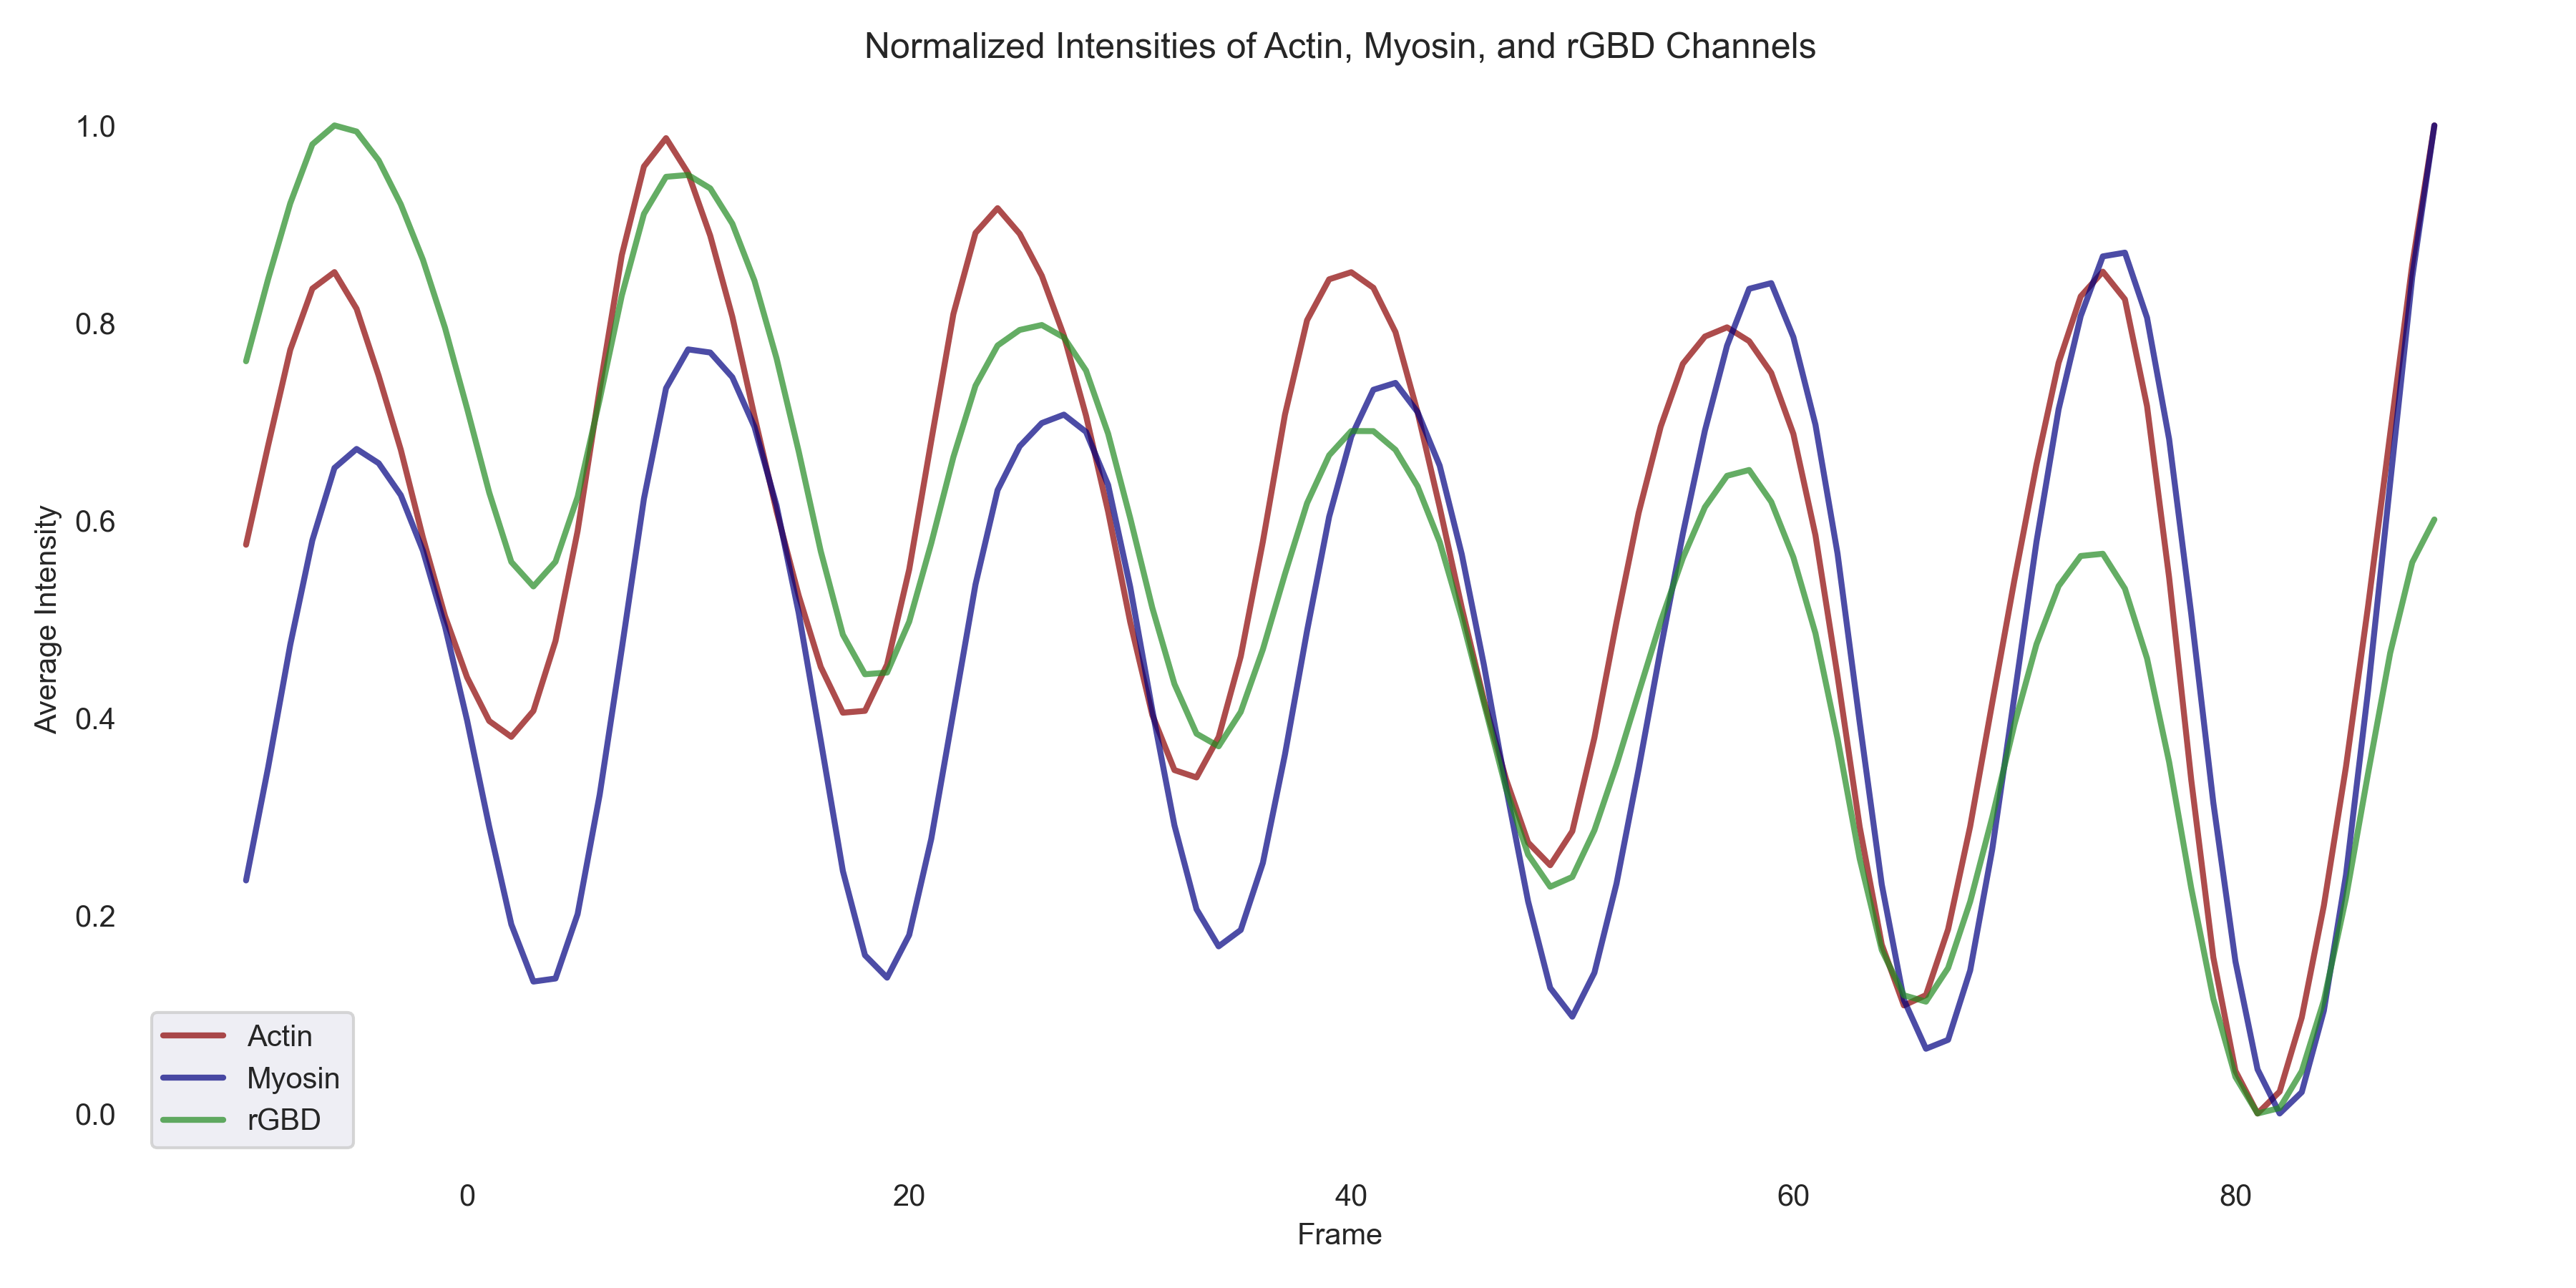 Normalized Intensities of Actin, Myosin, and rGBD Channels
1.0
0.8
0.6
0.4
0.2
0.0
Average Intensity
Actin
Myosin
rGBD
0 20 40 60 80
Frame